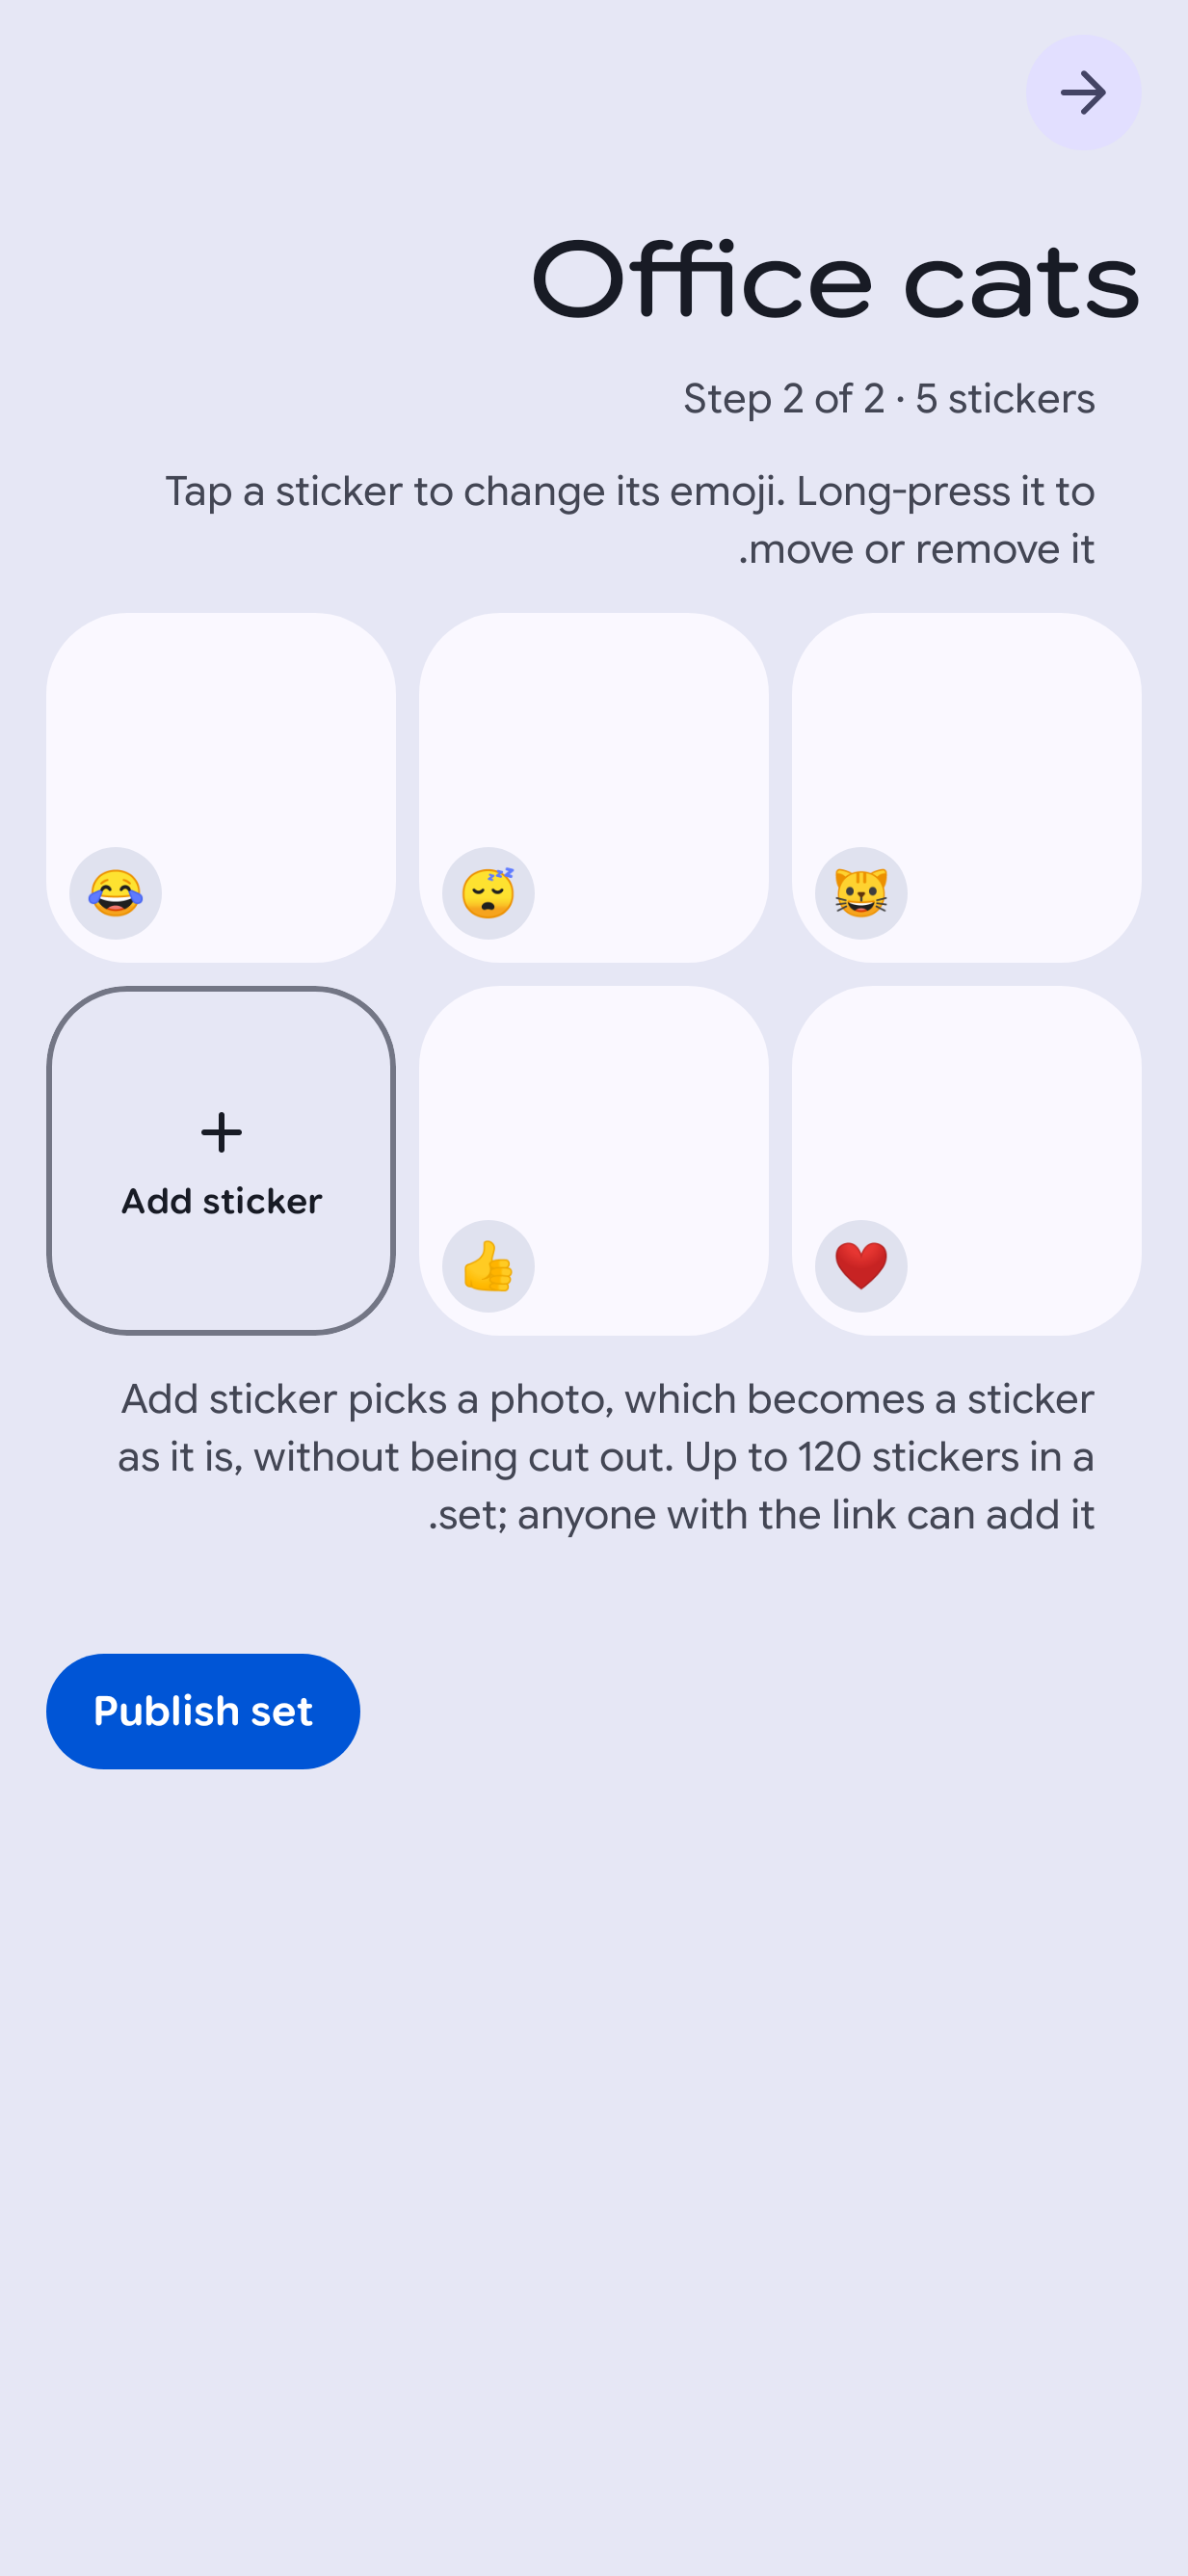 Office cats
Step 2 of 2 · 5 stickers
Tap a sticker to change its emoji. Long-press it to
move or remove it.
Add sticker
Add sticker picks a photo, which becomes a sticker
as it is, without being cut out. Up to 120 stickers in a
set; anyone with the link can add it.
Publish set